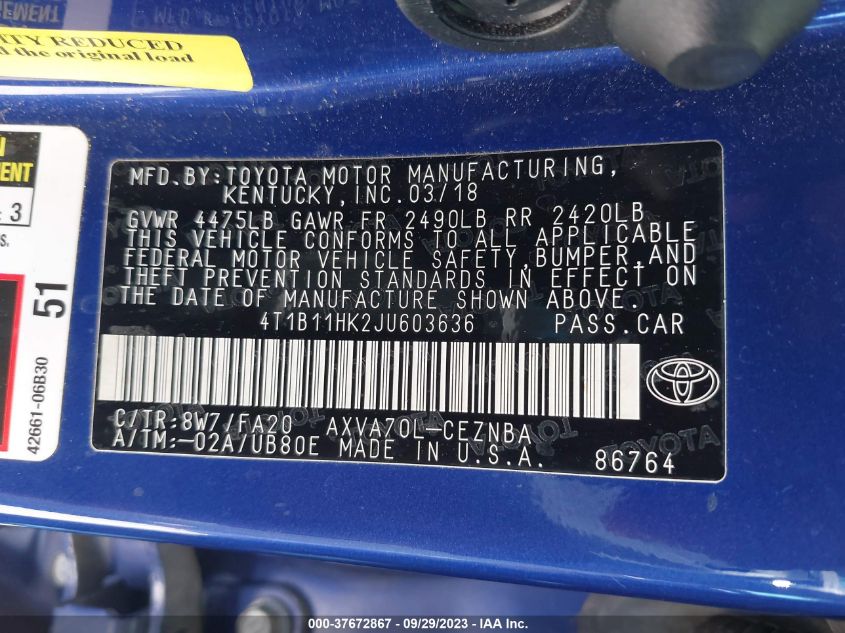 CEMENT
ITY REDUCED
d the original load
ENT
3
S.
51
42661-06B30
MFD.BY:TOYOTA MOTOR MANUFACTURING,
KENTUCKY,INC.03/18
GVWR 4475LB GAWR FR 2490LB RR 2420LB
THIS VEHICLE CONFORMS TO ALL APPLICABLE
FEDERAL MOTOR VEHICLE SAFETY,BUMPER,AND
THEFT PREVENTION STANDARDS IN EFFECT ON
THE DATE OF MANUFACTURE SHOWN ABOVE.
4T1B11HK2JU603636 PASS.CAR
C/TR:8W7/FA20 AXVA70L-CEZNBA
A/TM:-02A/UB80E MADE IN U.S.A. 86764
000-37672867 - 09/29/2023 - IAA Inc.